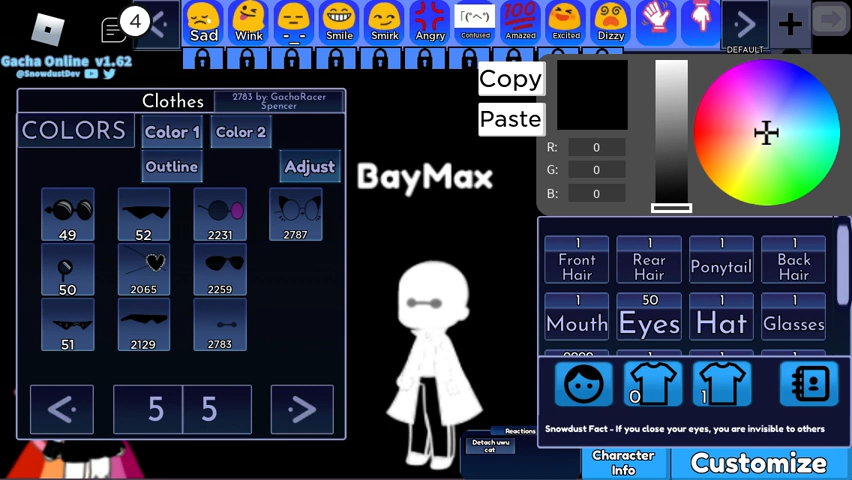 4
Sad
Wink
-_-
Smile
Smirk
Angry
Confused
Amazed
Excited
Dizzy
DEFAULT
Gacha Online v1.62
@SnowdustDev
Clothes
2783 by: GachaRacer
Spencer
COLORS
Color 1
Color 2
Outline
Adjust
49
52
2231
2787
50
2065
2259
51
2129
2783
5 5
BayMax
Copy
Paste
R: 0
G: 0
B: 0
1
Front
Hair
1
Rear
Hair
1
Ponytail
1
Back
Hair
1
Mouth
50
Eyes
1
Hat
1
Glasses
0
1
Snowdust Fact - If you close your eyes, you are invisible to others
Reactions
Detach uwu
cat
Character
Info
Customize